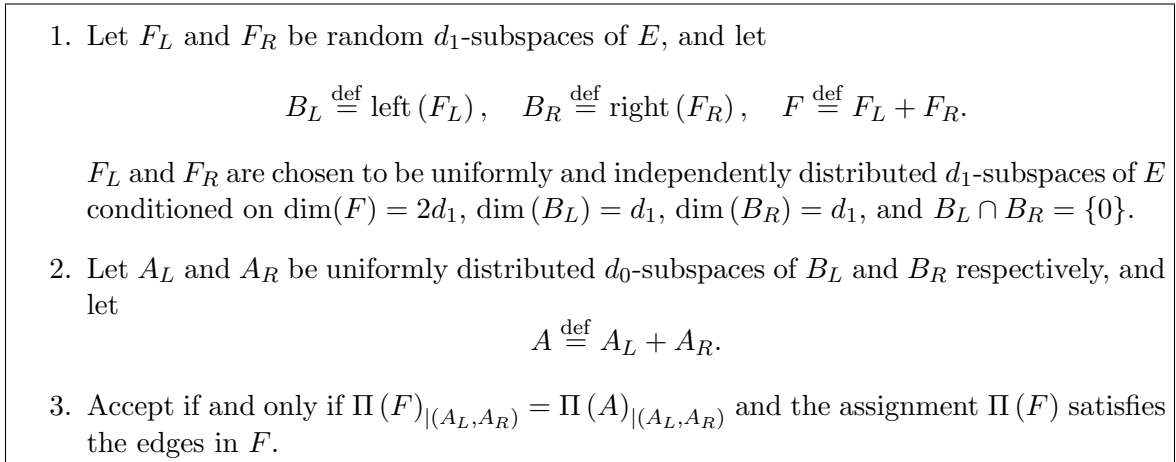 1. Let F_L and F_R be random d_1-subspaces of E, and let
B_L ≝ left (F_L), B_R ≝ right (F_R), F ≝ F_L + F_R.
F_L and F_R are chosen to be uniformly and independently distributed d_1-subspaces of E
conditioned on dim(F) = 2d_1, dim (B_L) = d_1, dim (B_R) = d_1, and B_L ∩ B_R = {0}.
2. Let A_L and A_R be uniformly distributed d_0-subspaces of B_L and B_R respectively, and
let
A ≝ A_L + A_R.
3. Accept if and only if Π (F)_{|(A_L,A_R)} = Π (A)_{|(A_L,A_R)} and the assignment Π (F) satisfies
the edges in F.